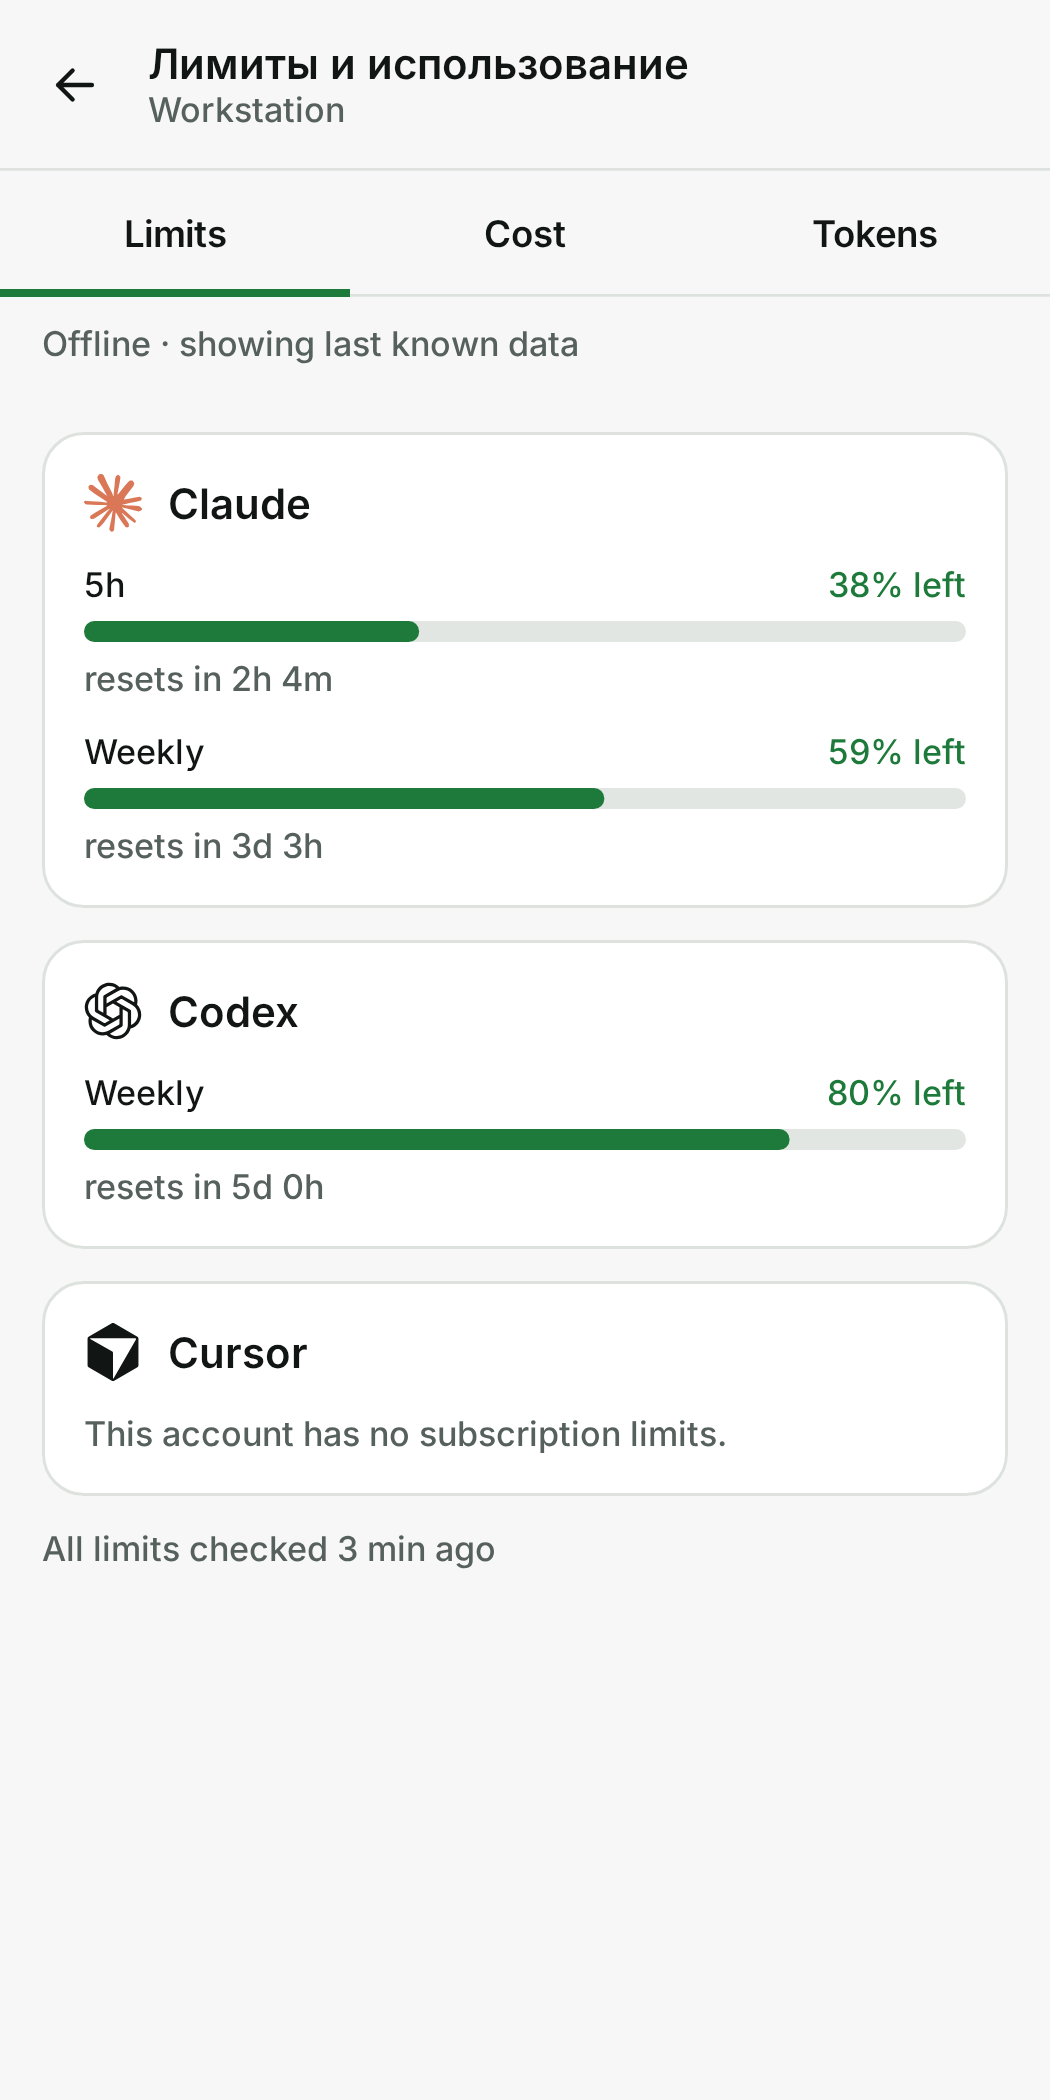 Лимиты и использование
Workstation
Limits
Cost
Tokens
Offline · showing last known data
Claude
5h
38% left
resets in 2h 4m
Weekly
59% left
resets in 3d 3h
Codex
Weekly
80% left
resets in 5d 0h
Cursor
This account has no subscription limits.
All limits checked 3 min ago